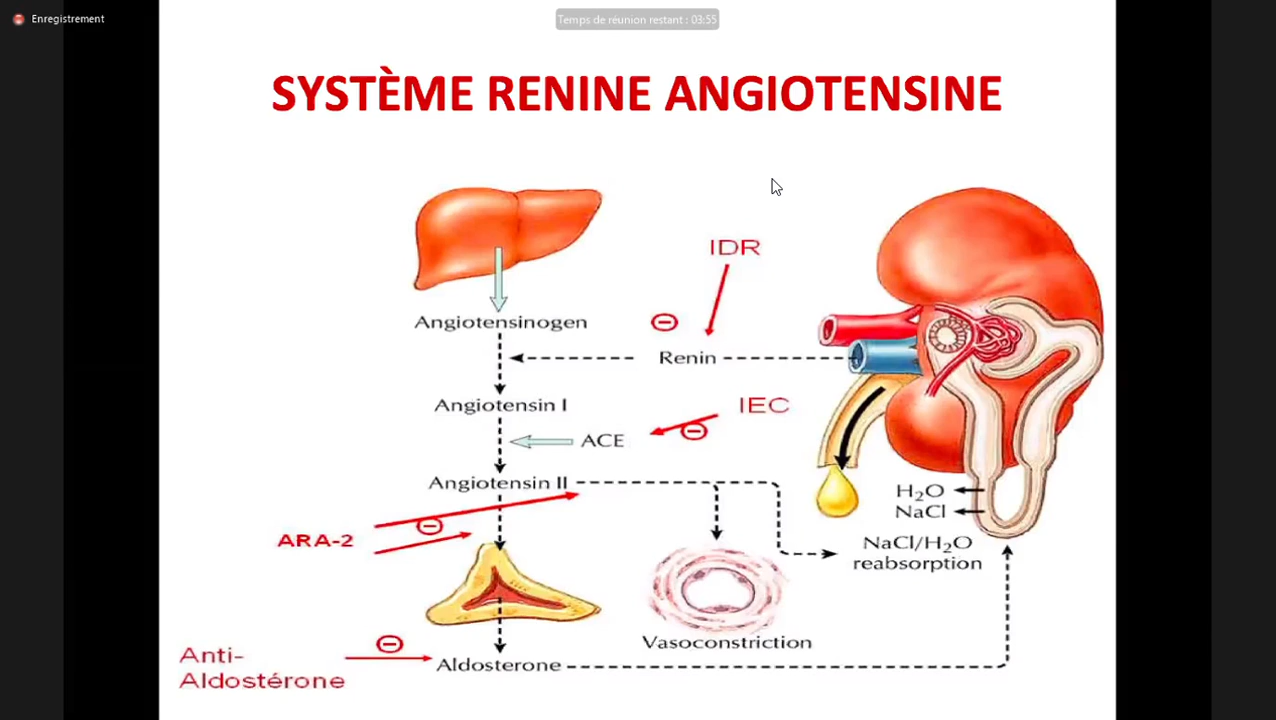 Enregistrement
Temps de réunion restant : 03:55
SYSTÈME RENINE ANGIOTENSINE
IDR
Angiotensinogen
Renin
Angiotensin I
IEC
ACE
Angiotensin II
H₂O
NaCl
ARA-2
NaCl/H₂O
reabsorption
Vasoconstriction
Anti-
Aldostérone
Aldosterone